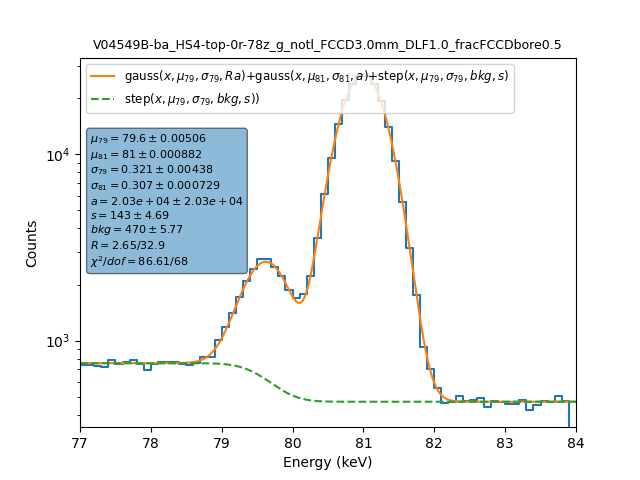 V04549B-ba_HS4-top-0r-78z_g_notl_FCCD3.0mm_DLF1.0_fracFCCDbore0.5
gauss(x, μ79, σ79, Ra)+gauss(x, μ81, σ81, a)+step(x, μ79, σ79, bkg, s)
step(x, μ79, σ79, bkg, s))
μ79 = 79.6 ± 0.00506
μ81 = 81 ± 0.000882
σ79 = 0.321 ± 0.00438
σ81 = 0.307 ± 0.000729
a = 2.03e + 04 ± 2.03e + 04
s = 143 ± 4.69
bkg = 470 ± 5.77
R = 2.65/32.9
χ²/dof = 86.61/68
10⁴
10³
Counts
77 78 79 80 81 82 83 84
Energy (keV)